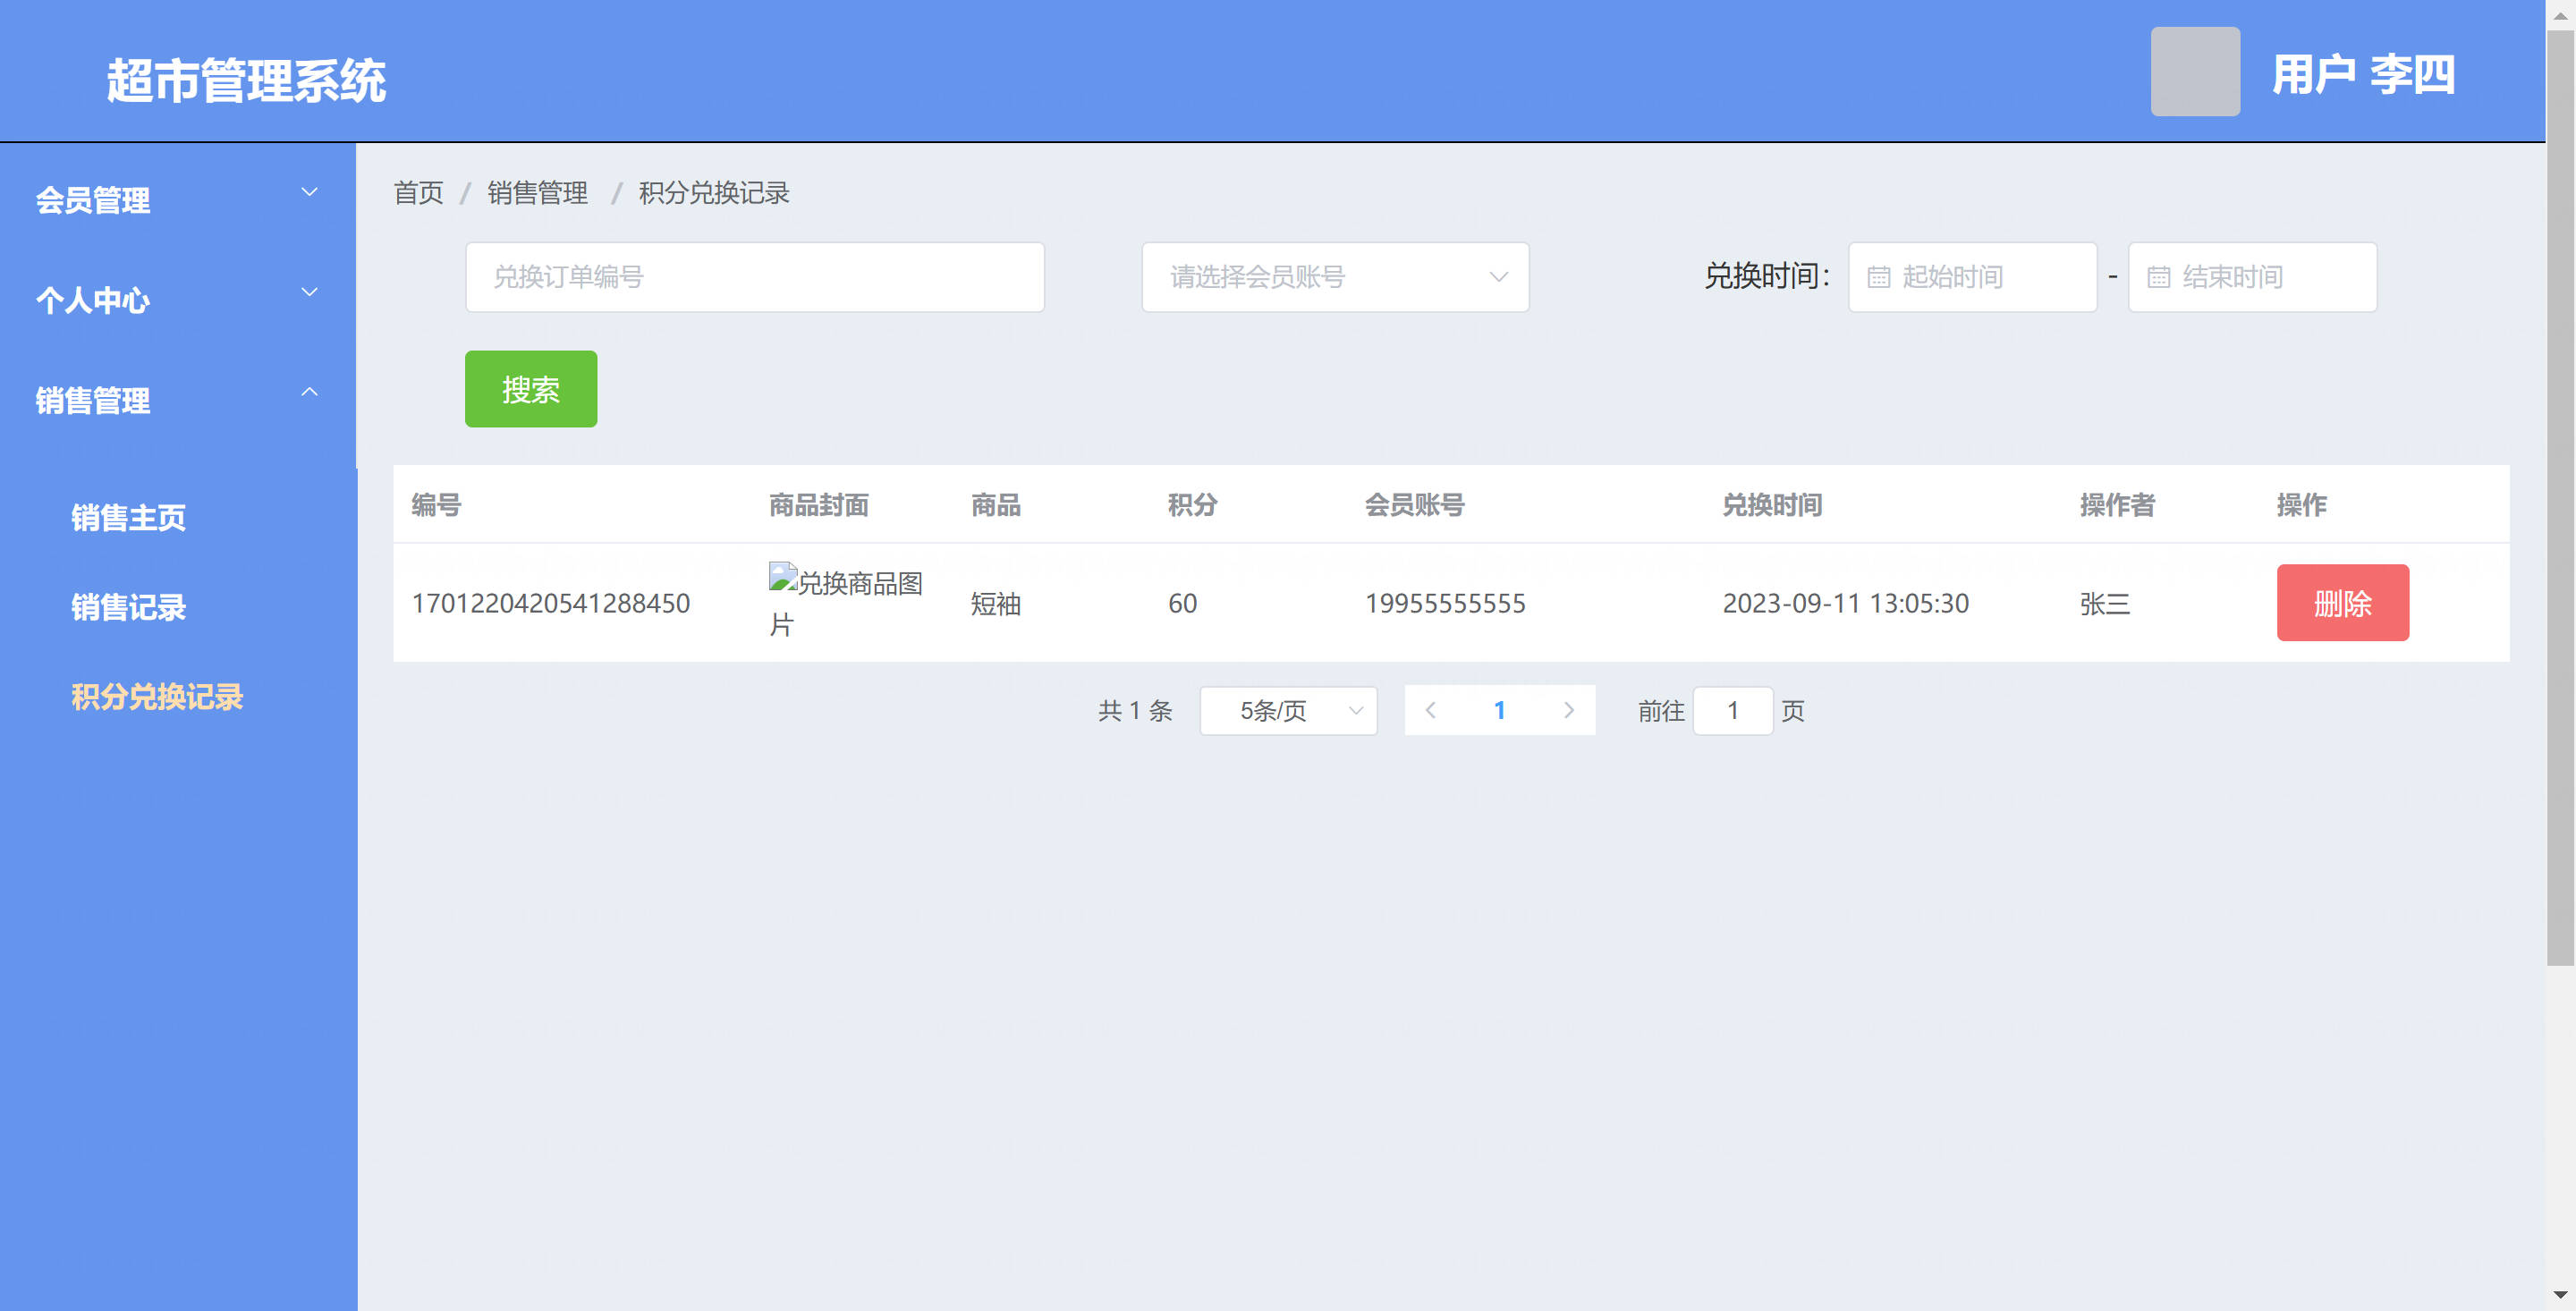 超市管理系统
用户 李四
会员管理
个人中心
销售管理
销售主页
销售记录
积分兑换记录
首页 / 销售管理 / 积分兑换记录
兑换订单编号
请选择会员账号
兑换时间：
起始时间
-
结束时间
搜索
编号 商品封面 商品 积分 会员账号 兑换时间 操作者 操作
1701220420541288450 兑换商品图片 短袖 60 19955555555 2023-09-11 13:05:30 张三 删除
共 1 条 5条/页 1 前往 1 页